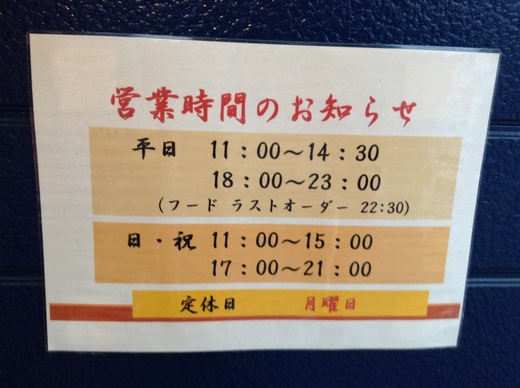 営業時間のお知らせ
平日 11：00～14：30
18：00～23：00
(フード ラストオーダー 22:30)
日・祝 11：00～15：00
17：00～21：00
定休日 月曜日